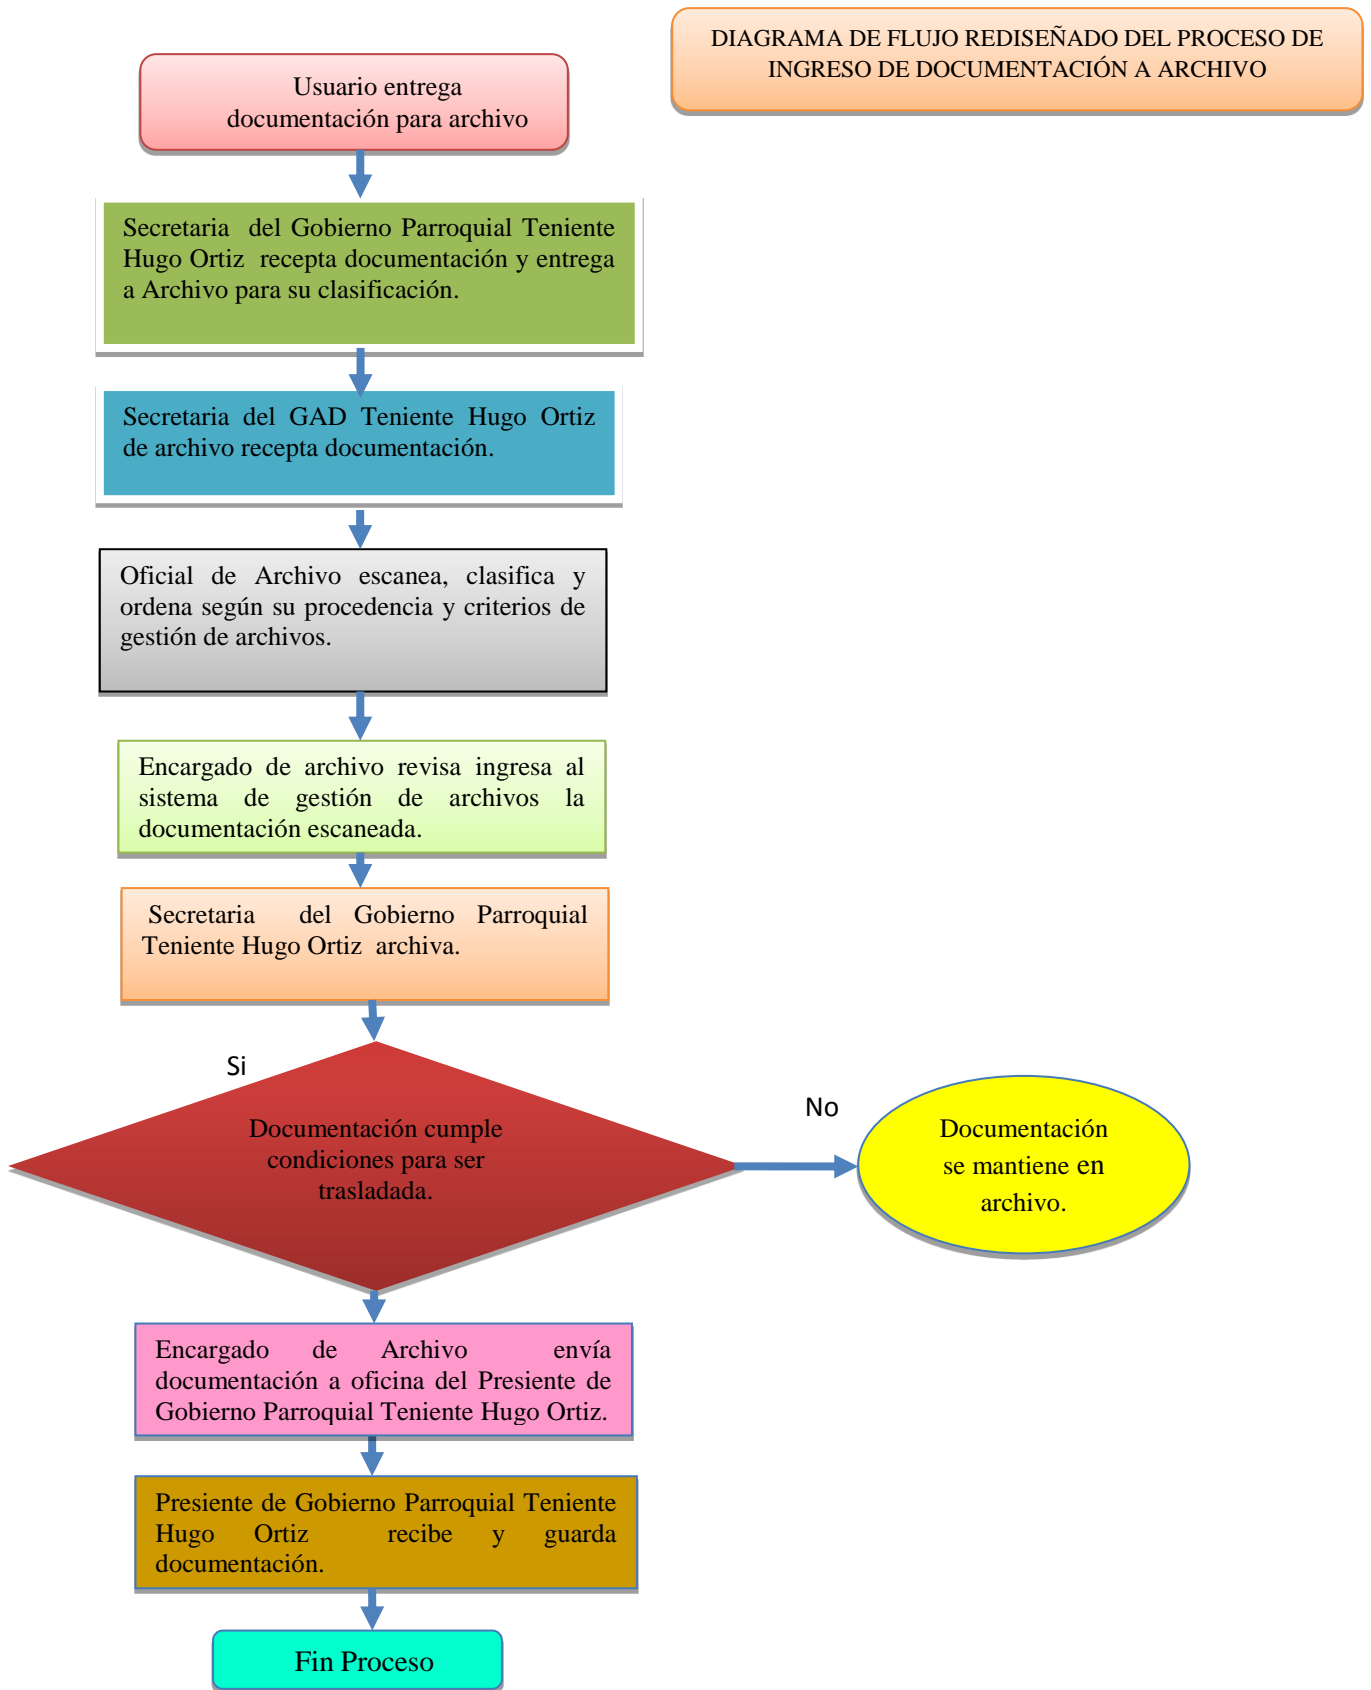 DIAGRAMA DE FLUJO REDISEÑADO DEL PROCESO DE
INGRESO DE DOCUMENTACIÓN A ARCHIVO
Usuario entrega
documentación para archivo
Secretaria del Gobierno Parroquial Teniente
Hugo Ortiz recepta documentación y entrega
a Archivo para su clasificación.
Secretaria del GAD Teniente Hugo Ortiz
de archivo recepta documentación.
Oficial de Archivo escanea, clasifica y
ordena según su procedencia y criterios de
gestión de archivos.
Encargado de archivo revisa ingresa al
sistema de gestión de archivos la
documentación escaneada.
Secretaria del Gobierno Parroquial
Teniente Hugo Ortiz archiva.
Si
Documentación cumple
condiciones para ser
trasladada.
No
Documentación
se mantiene en
archivo.
Encargado de Archivo envía
documentación a oficina del Presiente de
Gobierno Parroquial Teniente Hugo Ortiz.
Presiente de Gobierno Parroquial Teniente
Hugo Ortiz recibe y guarda
documentación.
Fin Proceso